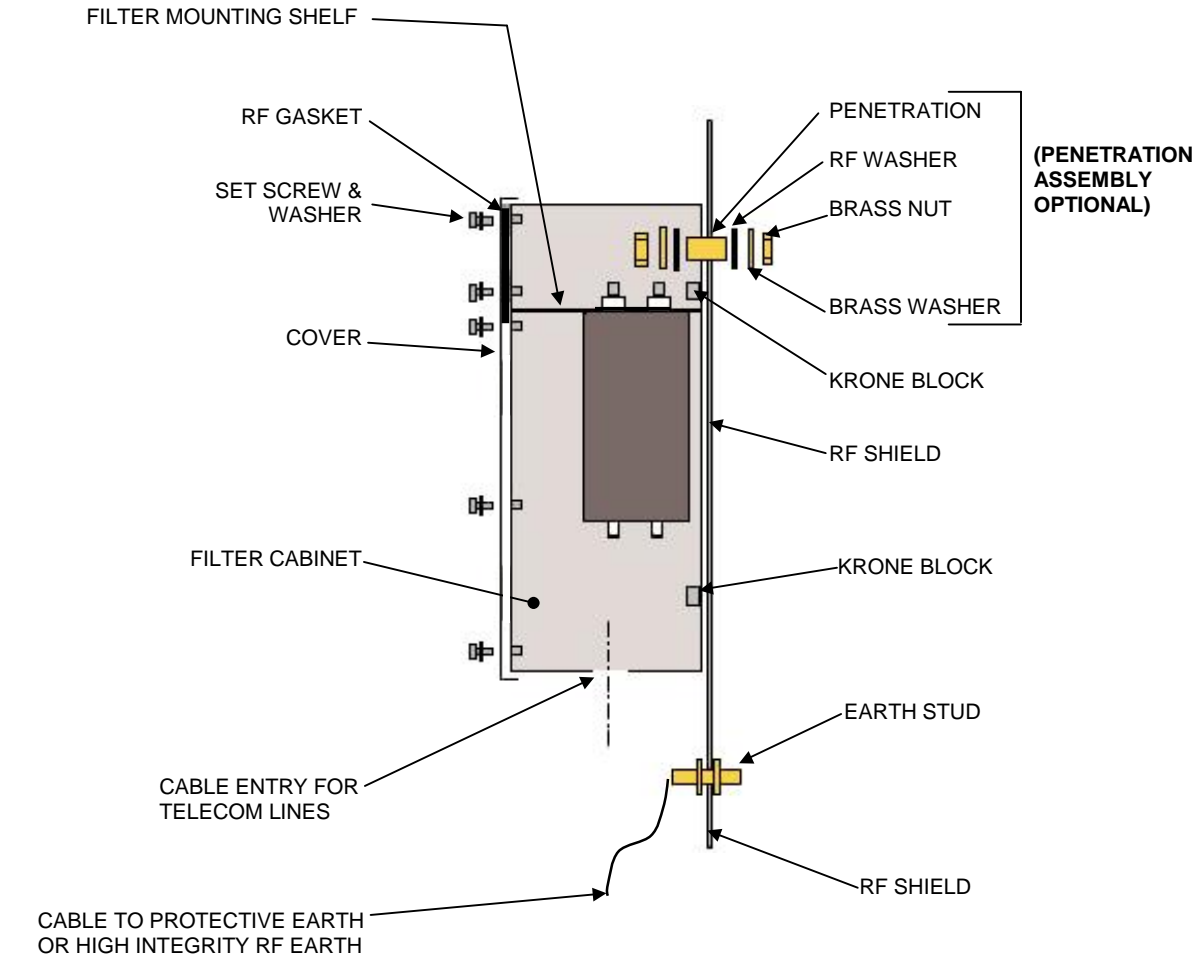 FILTER MOUNTING SHELF
RF GASKET
SET SCREW &
WASHER
COVER
FILTER CABINET
CABLE ENTRY FOR
TELECOM LINES
CABLE TO PROTECTIVE EARTH
OR HIGH INTEGRITY RF EARTH
PENETRATION
RF WASHER
BRASS NUT
BRASS WASHER
(PENETRATION
ASSEMBLY
OPTIONAL)
KRONE BLOCK
RF SHIELD
KRONE BLOCK
EARTH STUD
RF SHIELD